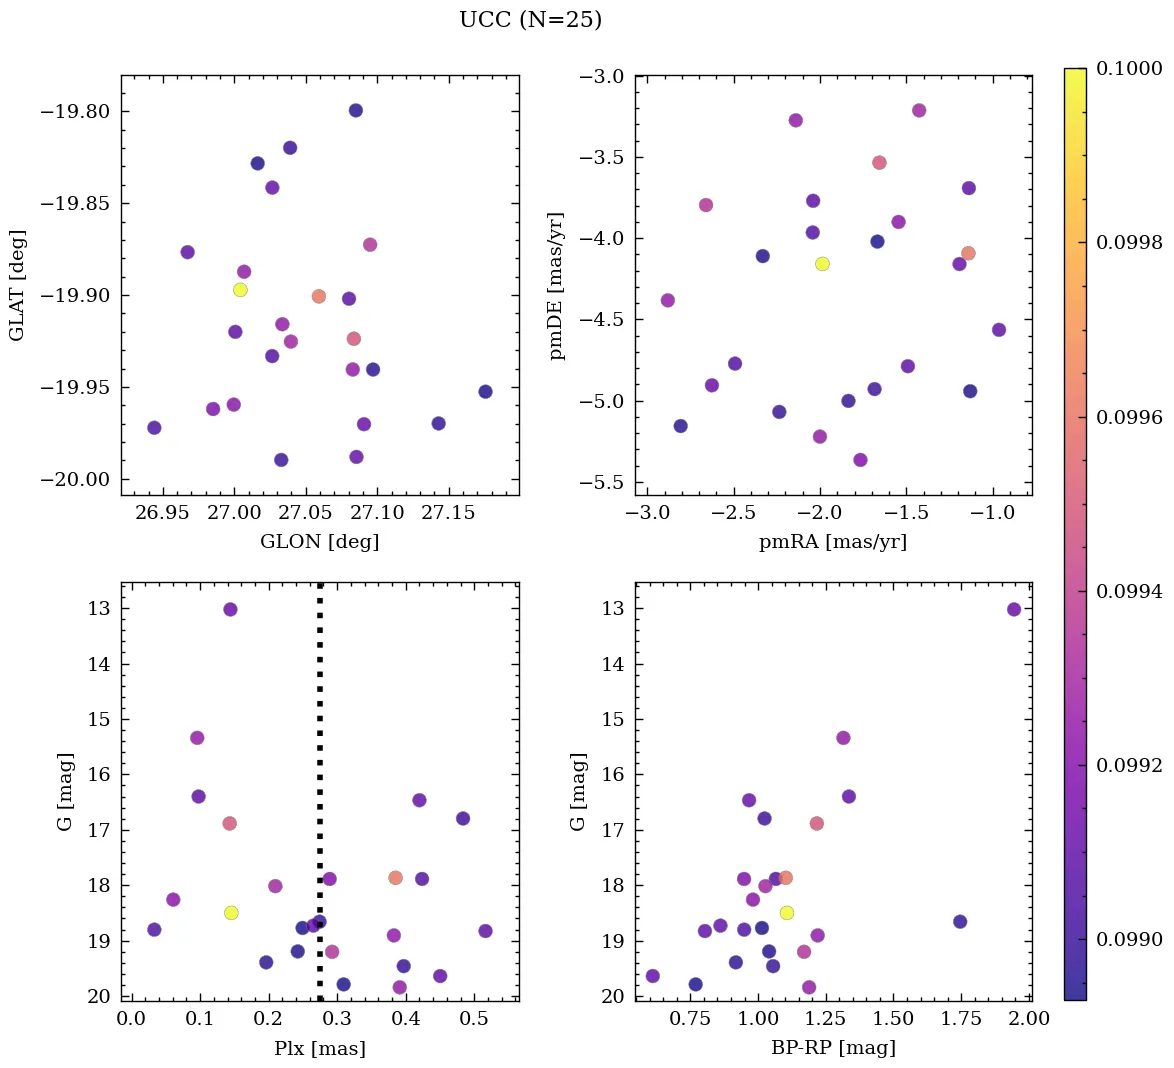 UCC (N=25)
−19.80
−19.85
−19.90
−19.95
−20.00
GLAT [deg]
26.95 27.00 27.05 27.10 27.15
GLON [deg]
−3.0
−3.5
−4.0
−4.5
−5.0
−5.5
pmDE [mas/yr]
−3.0 −2.5 −2.0 −1.5 −1.0
pmRA [mas/yr]
13
14
15
16
17
18
19
20
G [mag]
0.0 0.1 0.2 0.3 0.4 0.5
Plx [mas]
13
14
15
16
17
18
19
20
G [mag]
0.75 1.00 1.25 1.50 1.75 2.00
BP-RP [mag]
0.1000
0.0998
0.0996
0.0994
0.0992
0.0990